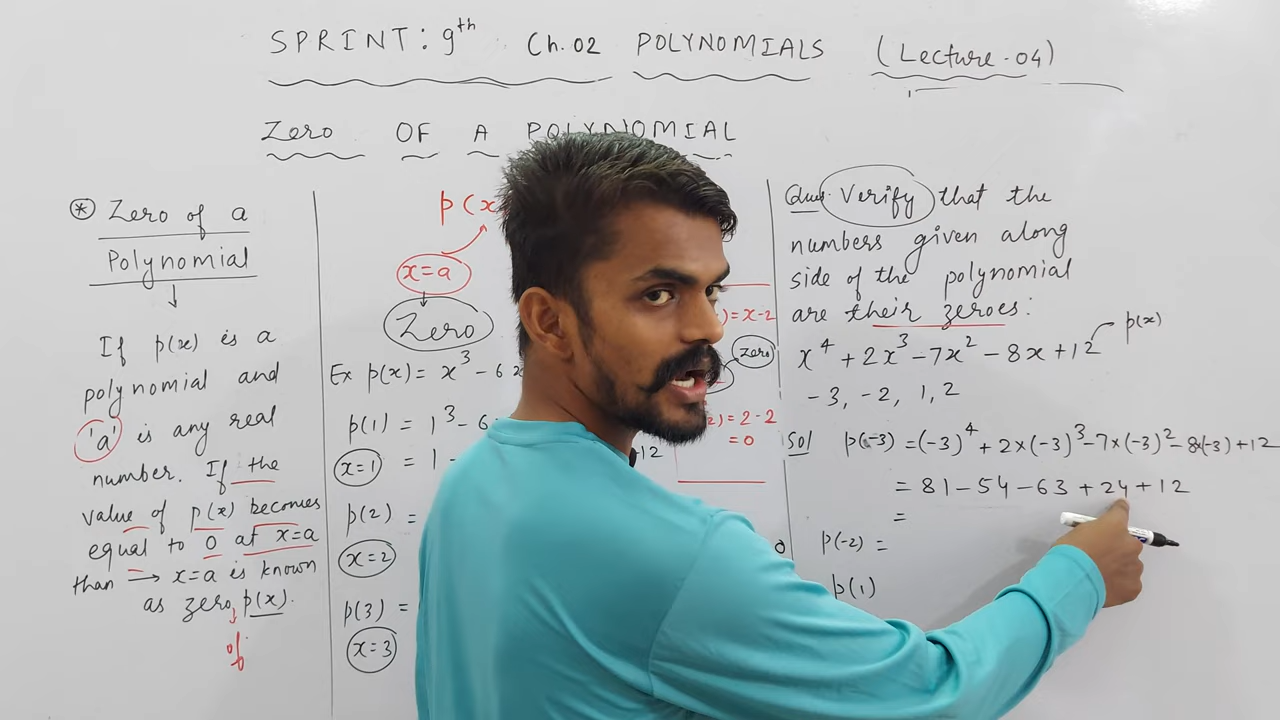 SPRINT: 9th Ch. 02 POLYNOMIALS (Lecture-04)
Zero OF A POLYNOMIAL
* Zero of a
Polynomial
↓
If p(x) is a
polynomial and
'a' is any real
number. If the
value of p(x) becomes
equal to 0 at x=a
than → x=a is known
as zero p(x).
of
p(x
x=a
Zero
Ex p(x) = x³ - 6x
p(1) = 1³ - 6
+12
x=1 = 1 -
p(2) =
x=2
0
p(3) =
x=3
)=x-2
zero
)=2-2
=0
Ques Verify that the
numbers given along
side of the polynomial
are their zeroes:
x⁴ + 2x³ - 7x² - 8x + 12 p(x)
-3, -2, 1, 2
Sol p(-3) = (-3)⁴ + 2×(-3)³ - 7×(-3)² - 8×(-3) + 12
= 81 - 54 - 63 + 24 + 12
=
p(-2) =
p(1)